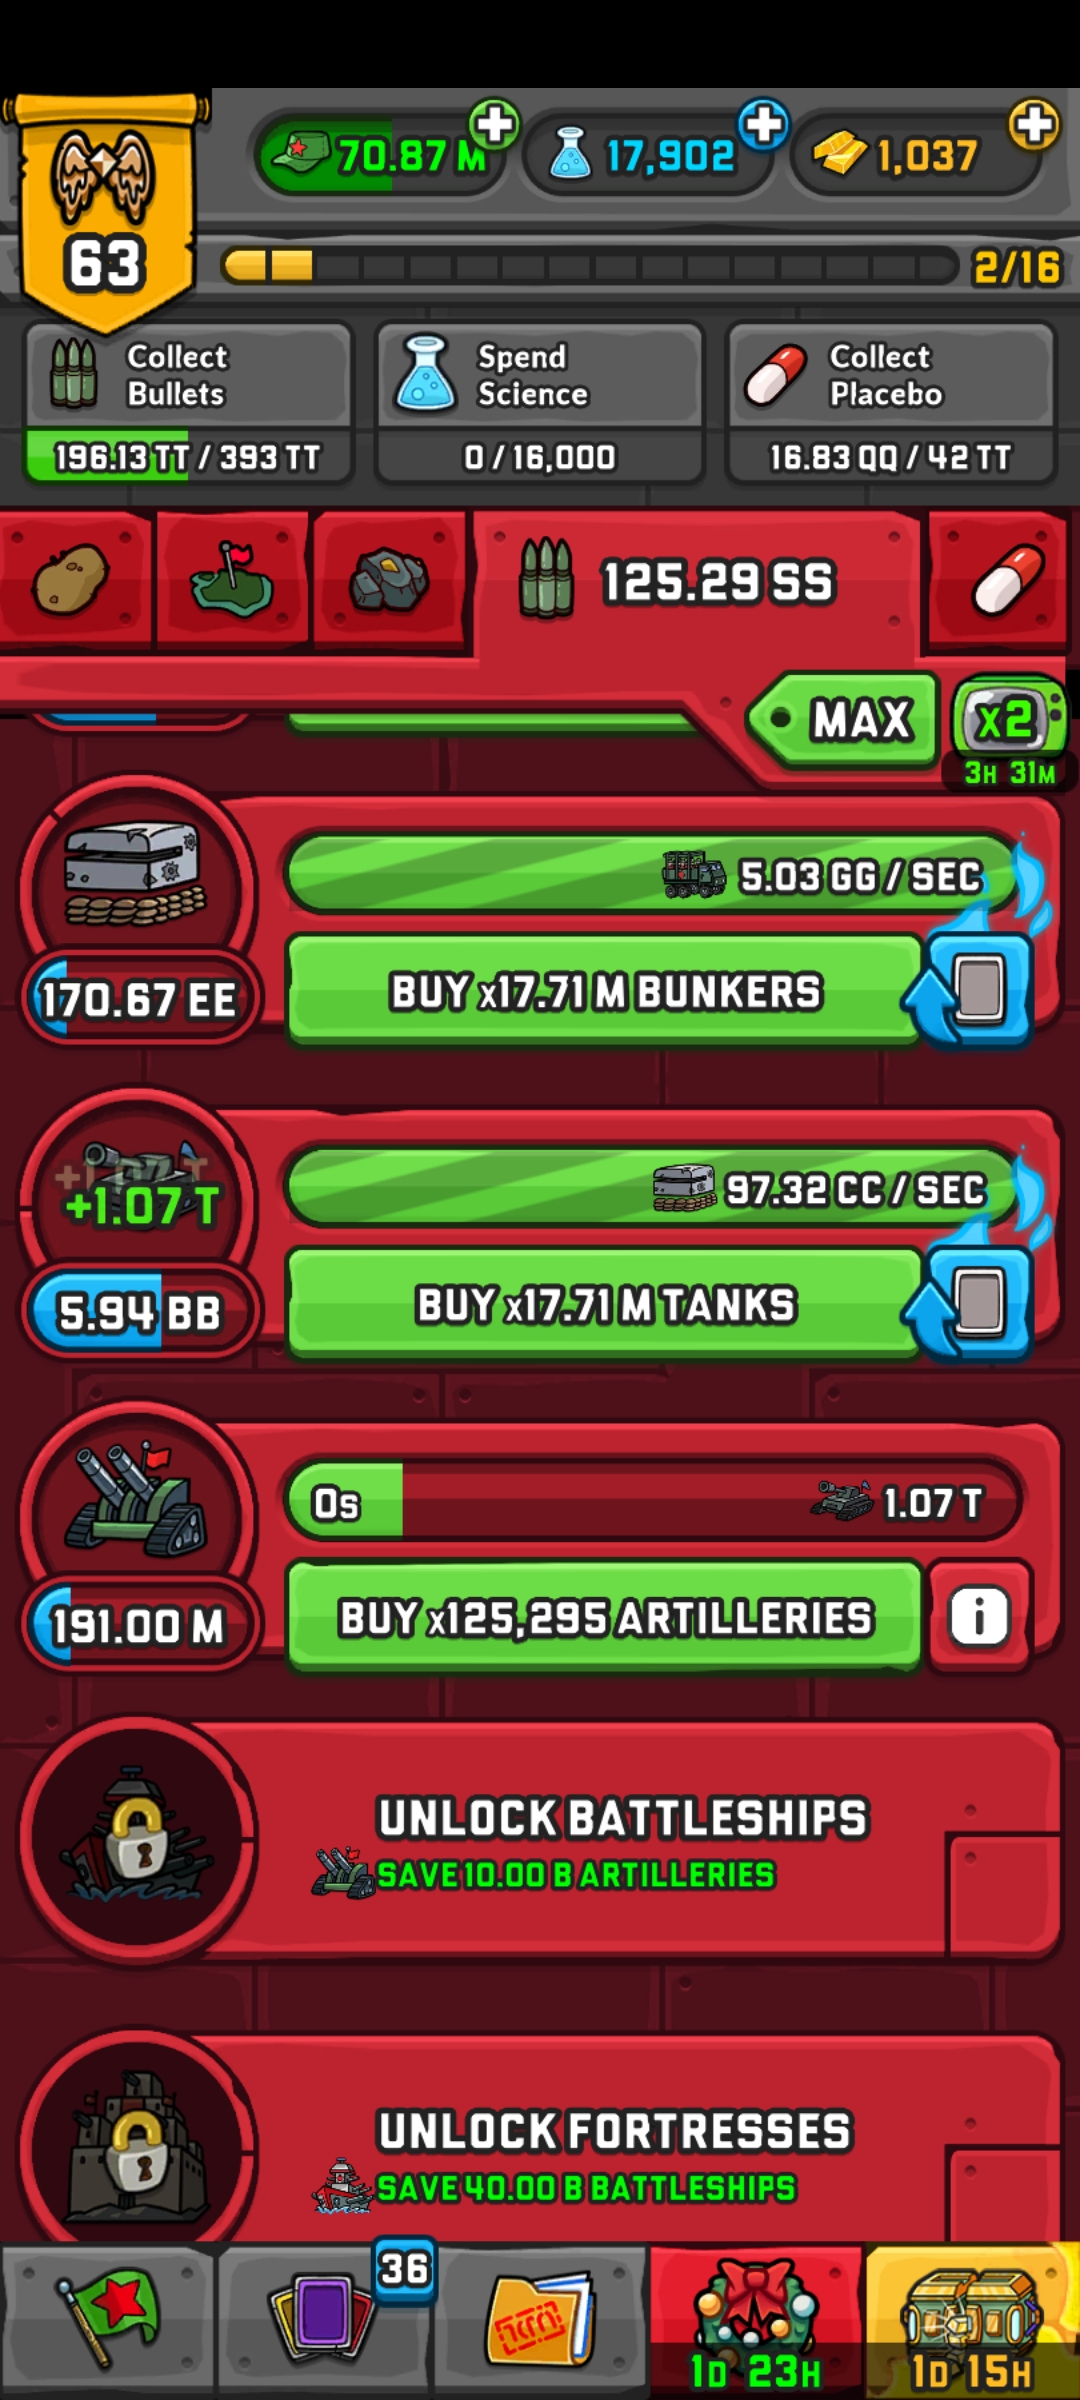 70.87 M
17,902
1,037
63
2/16
Collect
Bullets
196.13 TT / 393 TT
Spend
Science
0 / 16,000
Collect
Placebo
16.83 QQ / 42 TT
125.29 SS
MAX
x2
3H 31M
5.03 GG / SEC
170.67 EE
BUY x17.71 M BUNKERS
+1.07 T
97.32 CC / SEC
5.94 BB
BUY x17.71 M TANKS
0s
1.07 T
191.00 M
BUY x125,295 ARTILLERIES
i
UNLOCK BATTLESHIPS
SAVE 10.00 B ARTILLERIES
UNLOCK FORTRESSES
SAVE 40.00 B BATTLESHIPS
36
1D 23H
1D 15H